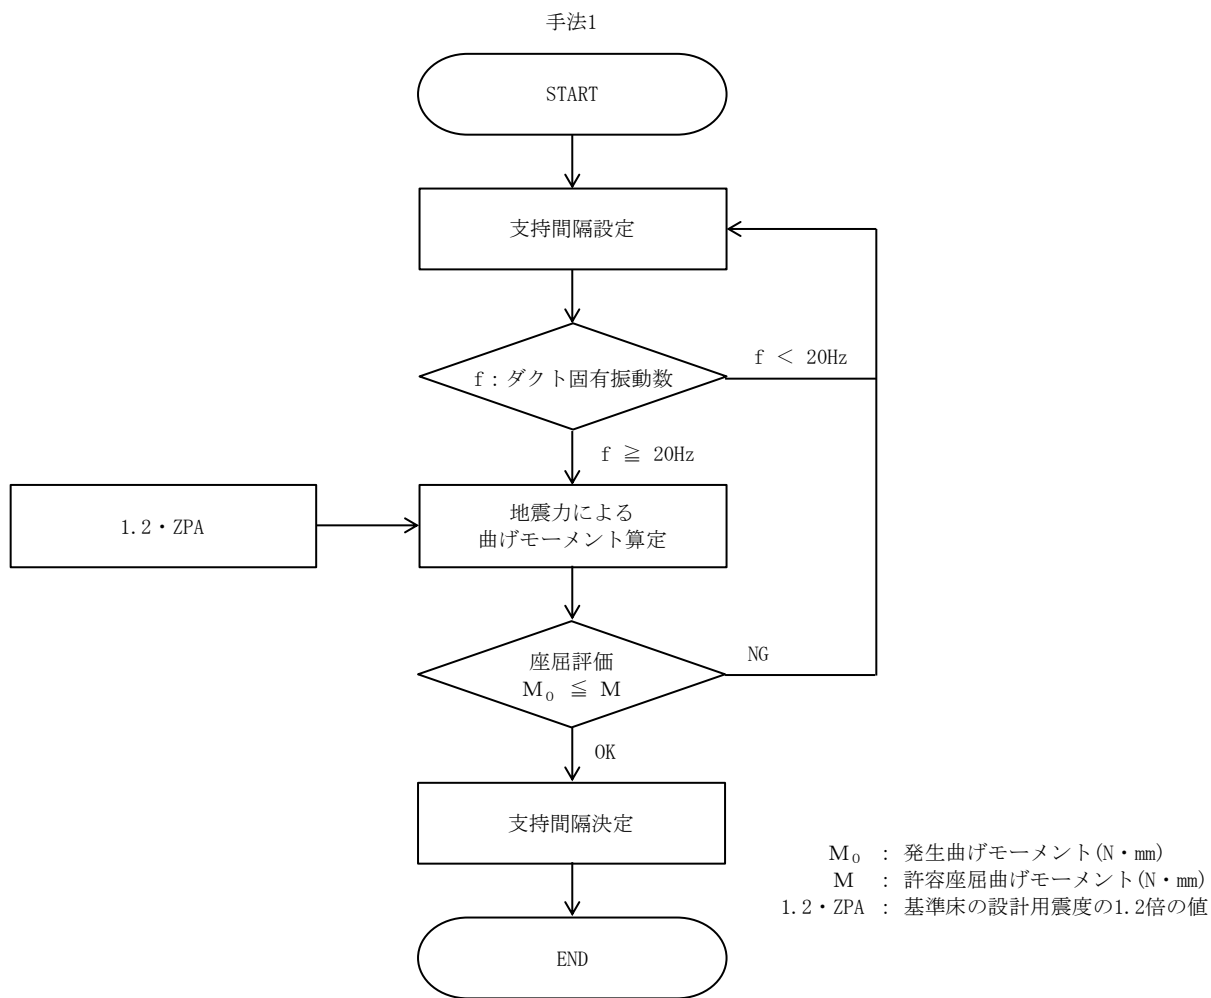 手法1
START
支持間隔設定
f：ダクト固有振動数
f ＜ 20Hz
f ≧ 20Hz
1.2・ZPA
地震力による
曲げモーメント算定
座屈評価
M₀ ≦ M
NG
OK
支持間隔決定
M₀ : 発生曲げモーメント(N・mm)
M : 許容座屈曲げモーメント(N・mm)
1.2・ZPA : 基準床の設計用震度の1.2倍の値
END